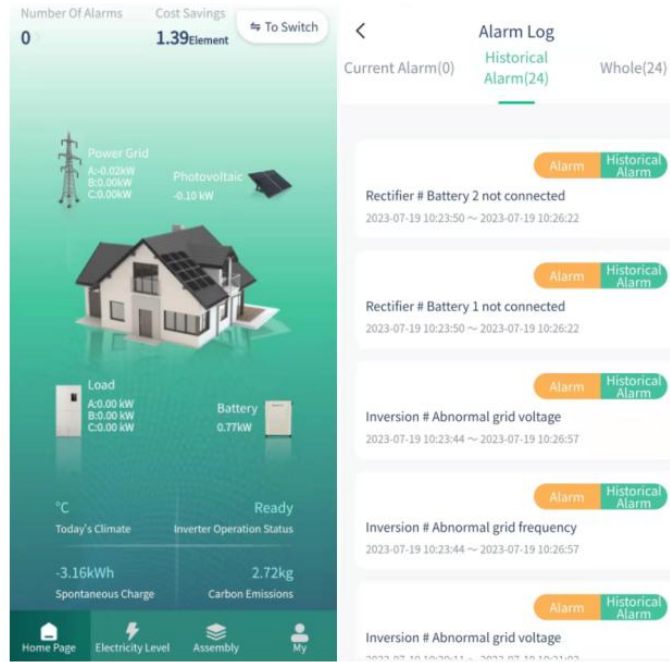 Number Of Alarms
Cost Savings
0
1.39Element
To Switch
Power Grid
A:-0.02kW
B:0.00kW
C:0.00kW
Photovoltaic
-0.10 kW
Load
A:0.00 kW
B:0.00 kW
C:0.00 kW
Battery
0.77kW
°C
Ready
Today's Climate
Inverter Operation Status
-3.16kWh
2.72kg
Spontaneous Charge
Carbon Emissions
Home Page
Electricity Level
Assembly
My
Alarm Log
Current Alarm(0)
Historical
Alarm(24)
Whole(24)
Alarm
Historical
Alarm
Rectifier # Battery 2 not connected
2023-07-19 10:23:50 ~ 2023-07-19 10:26:22
Alarm
Historical
Alarm
Rectifier # Battery 1 not connected
2023-07-19 10:23:50 ~ 2023-07-19 10:26:22
Alarm
Historical
Alarm
Inversion # Abnormal grid voltage
2023-07-19 10:23:44 ~ 2023-07-19 10:26:57
Alarm
Historical
Alarm
Inversion # Abnormal grid frequency
2023-07-19 10:23:44 ~ 2023-07-19 10:26:57
Alarm
Historical
Alarm
Inversion # Abnormal grid voltage